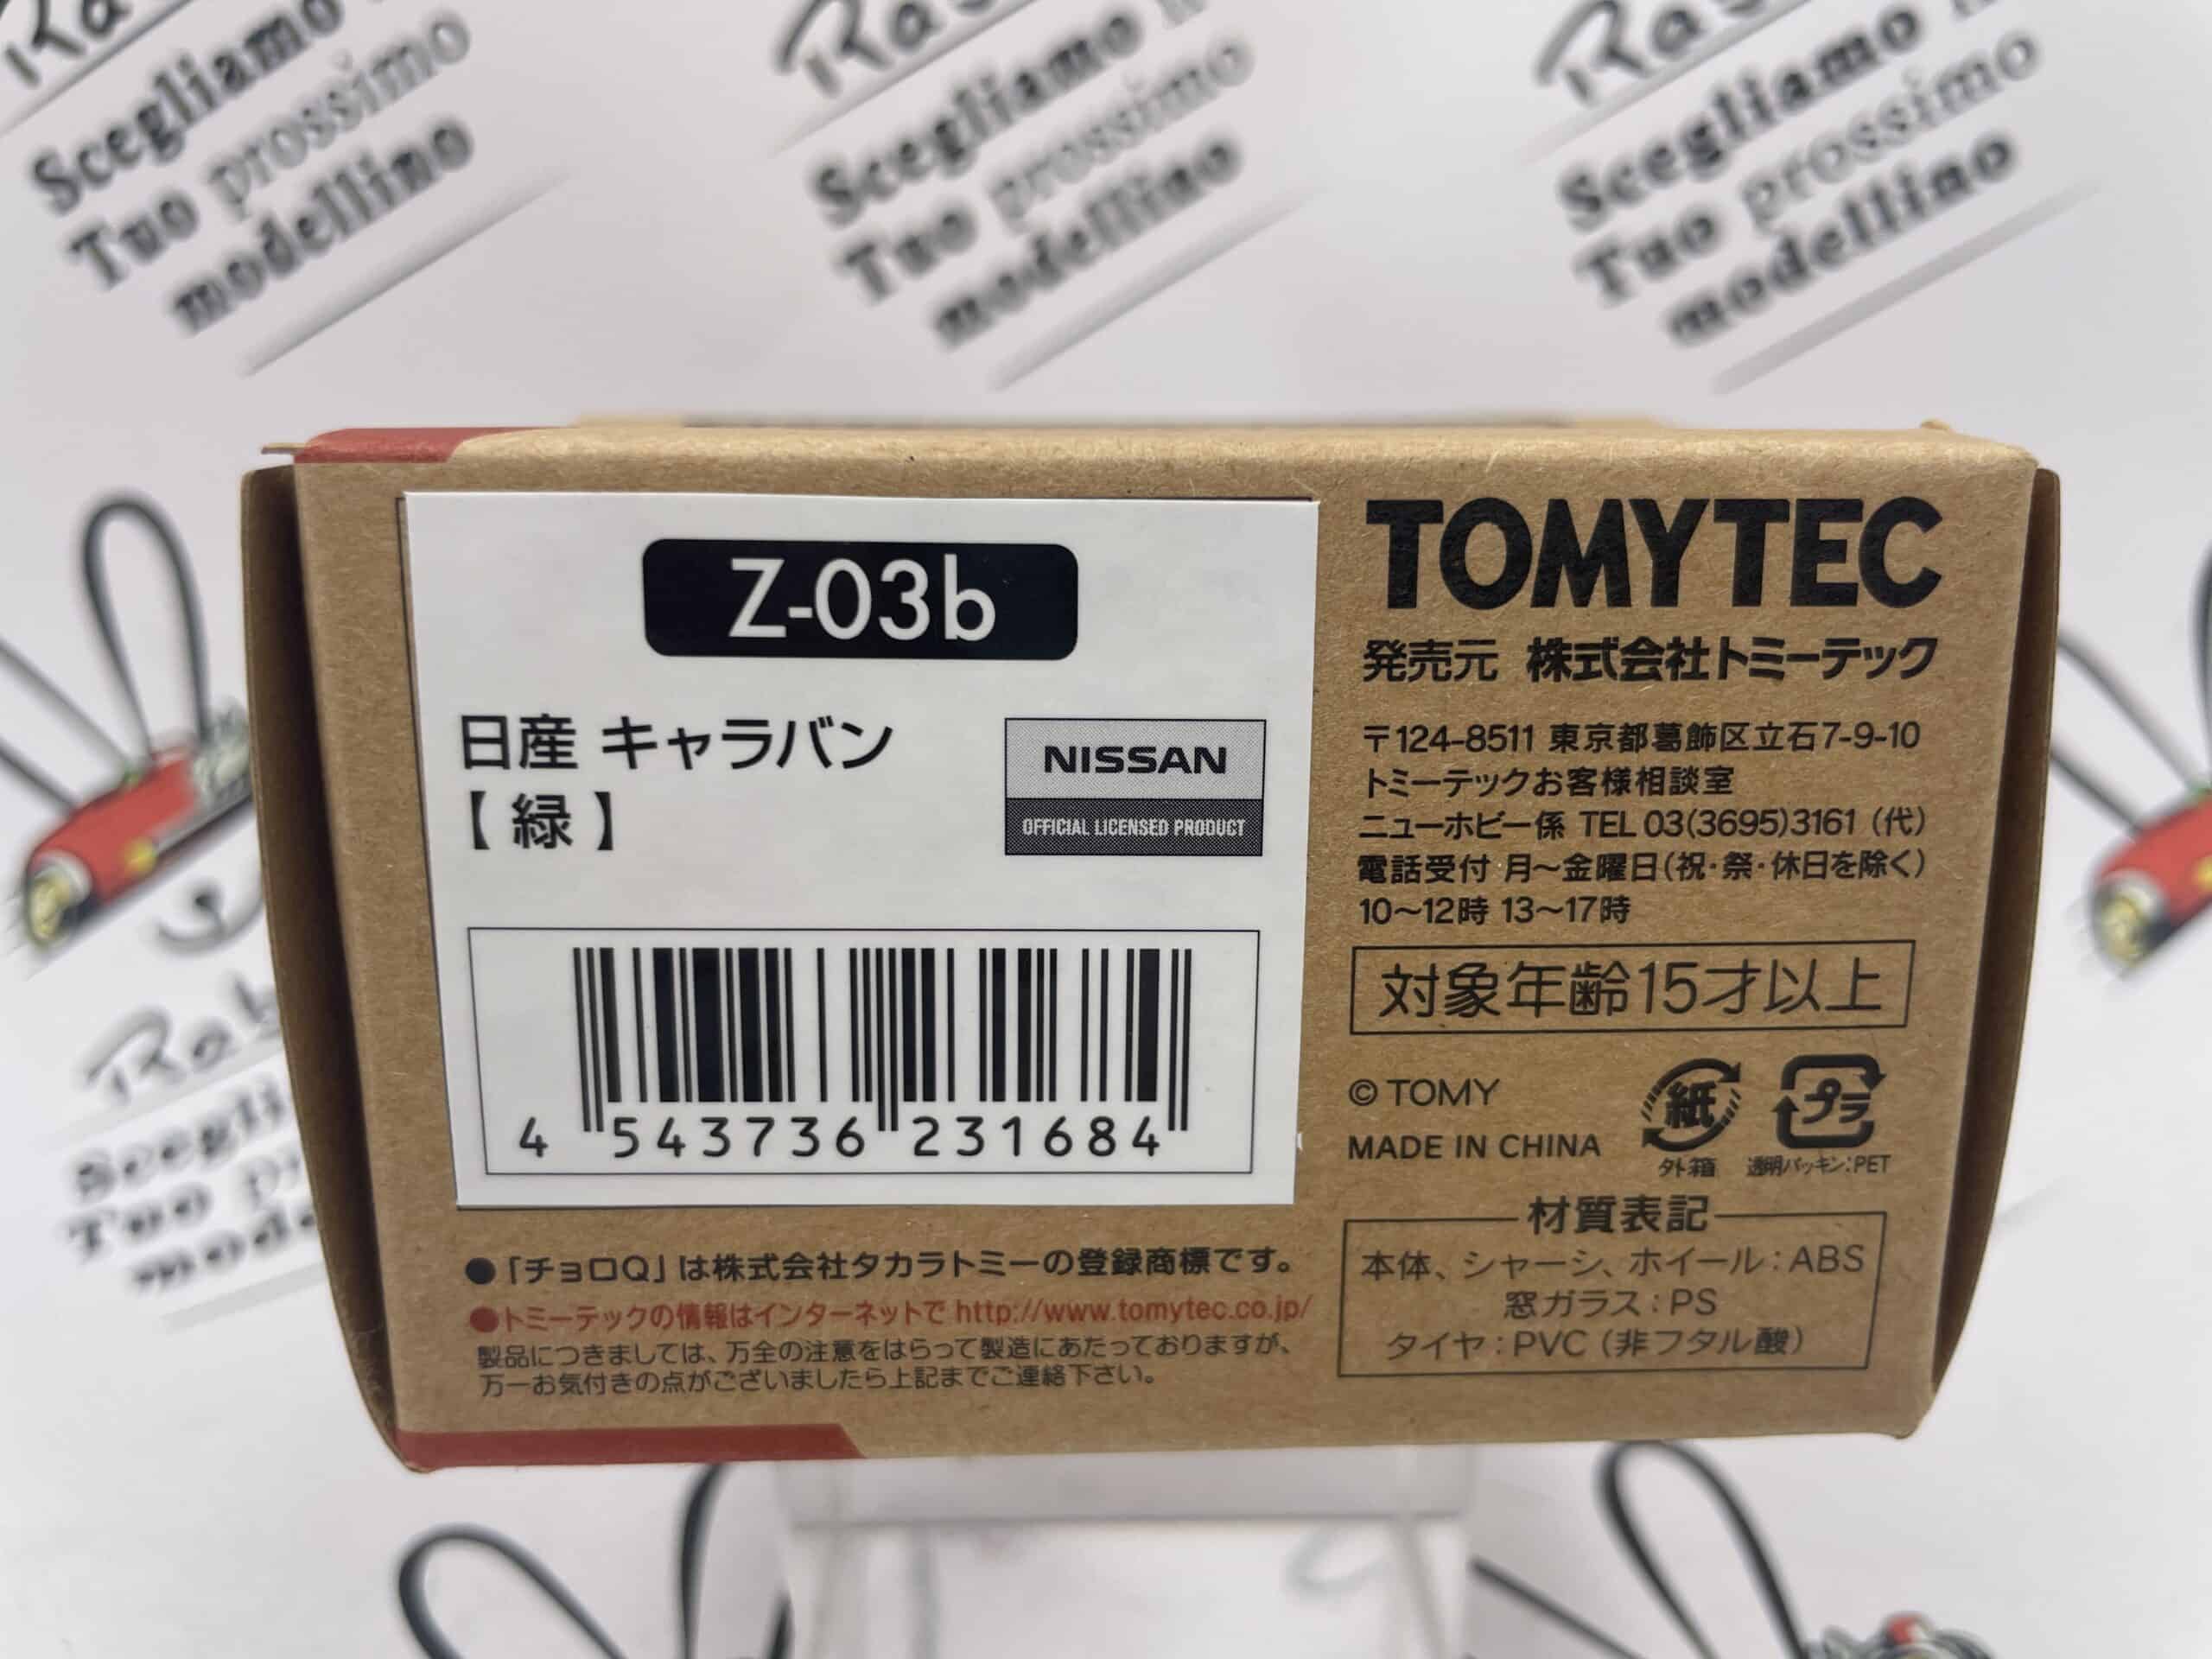 Scegliamo
Tuo prossimo
modellino
Scegliamo
Tuo prossimo
modellino
Scegliamo
Tuo prossimo
modellino
Z-03b
日産 キャラバン
【 緑 】
NISSAN
OFFICIAL LICENSED PRODUCT
4 543736 231684
●「チョロQ」は株式会社タカラトミーの登録商標です。
●トミーテックの情報はインターネットで http://www.tomytec.co.jp/
製品につきましては、万全の注意をはらって製造にあたっておりますが、
万一お気付きの点がございましたら上記までご連絡下さい。
TOMYTEC
発売元 株式会社トミーテック
〒124-8511 東京都葛飾区立石7-9-10
トミーテックお客様相談室
ニューホビー係 TEL 03(3695)3161 (代)
電話受付 月～金曜日(祝・祭・休日を除く)
10～12時 13～17時
対象年齢15才以上
© TOMY
MADE IN CHINA
紙
外箱
プラ
透明パッキン:PET
材質表記
本体、シャーシ、ホイール:ABS
窓ガラス:PS
タイヤ:PVC (非フタル酸)
Tuo